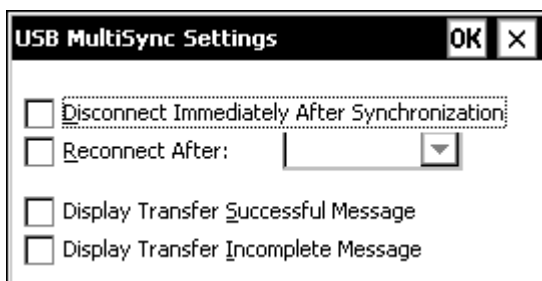 USB MultiSync Settings OK ×
Disconnect Immediately After Synchronization
Reconnect After:
Display Transfer Successful Message
Display Transfer Incomplete Message